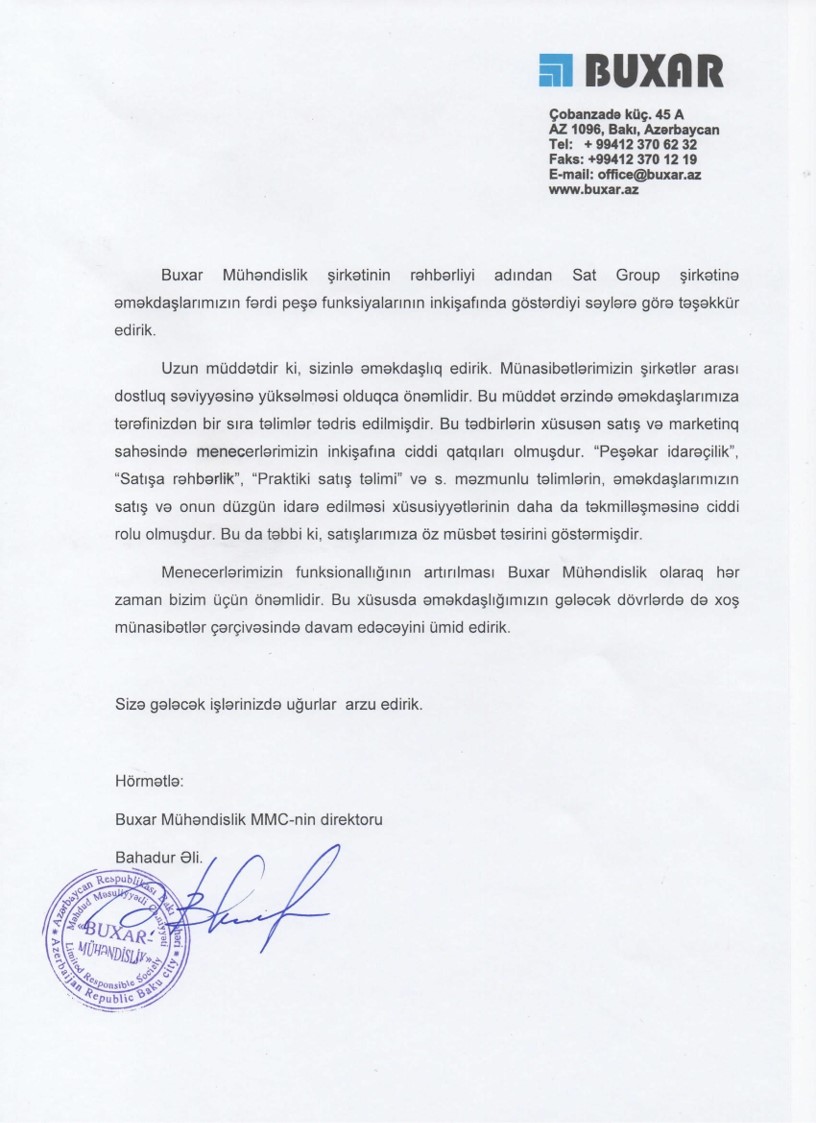 BUXAR
Çobanzadə küç. 45 A
AZ 1096, Bakı, Azərbaycan
Tel: + 99412 370 62 32
Faks: +99412 370 12 19
E-mail: office@buxar.az
www.buxar.az
Buxar Mühəndislik şirkətinin rəhbərliyi adından Sat Group şirkətinə
əməkdaşlarımızın fərdi peşə funksiyalarının inkişafında göstərdiyi səylərə görə təşəkkür
edirik.
Uzun müddətdir ki, sizinlə əməkdaşlıq edirik. Münasibətlərimizin şirkətlər arası
dostluq səviyyəsinə yüksəlməsi olduqca önəmlidir. Bu müddət ərzində əməkdaşlarımıza
tərəfinizdən bir sıra təlimlər tədris edilmişdir. Bu tədbirlərin xüsusən satış və marketinq
sahəsində menecerlərimizin inkişafına ciddi qatqıları olmuşdur. “Peşəkar idarəçilik”,
“Satışa rəhbərlik”, “Praktiki satış təlimi” və s. məzmunlu təlimlərin, əməkdaşlarımızın
satış və onun düzgün idarə edilməsi xüsusiyyətlərinin daha da təkmilləşməsinə ciddi
rolu olmuşdur. Bu da təbbi ki, satışlarımıza öz müsbət təsirini göstərmişdir.
Menecerlərimizin funksionallığının artırılması Buxar Mühəndislik olaraq hər
zaman bizim üçün önəmlidir. Bu xüsusda əməkdaşlığımızın gələcək dövrlərdə də xoş
münasibətlər çərçivəsində davam edəcəyini ümid edirik.
Sizə gələcək işlərinizdə uğurlar arzu edirik.
Hörmətlə:
Buxar Mühəndislik MMC-nin direktoru
Bahadur Əli.
Azərbaycan Respublikası Bakı şəhəri
Məhdud Məsuliyyətli Cəmiyyəti
«BUXAR-
MÜHƏNDİSLİK»
Limited Responsible Society
Azerbaijan Republic Baku city